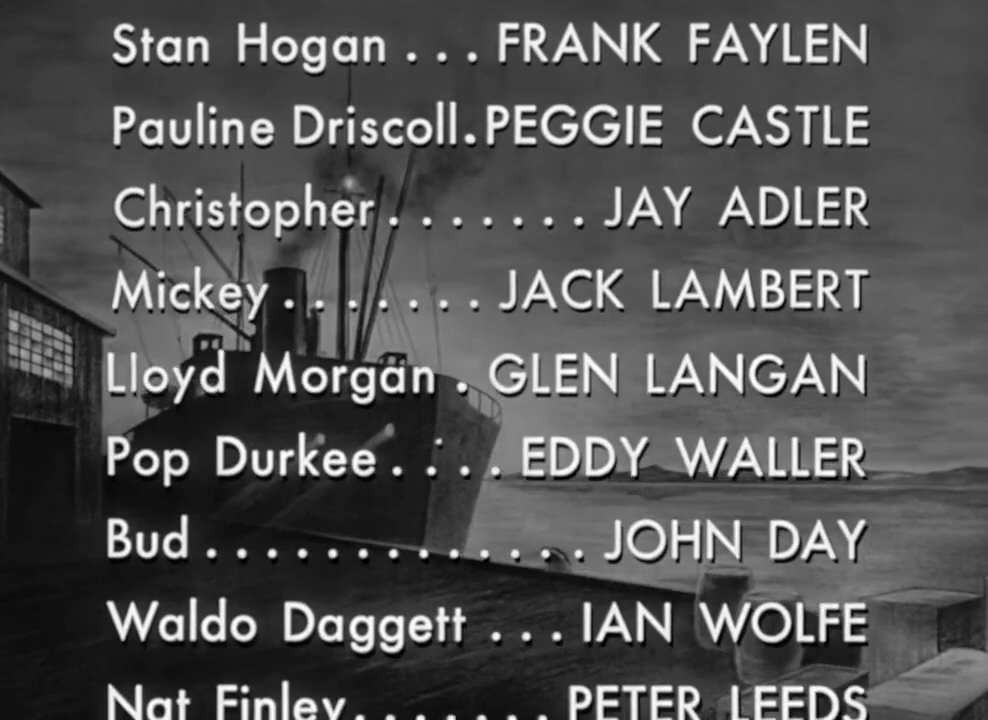 Stan Hogan . . . FRANK FAYLEN
Pauline Driscoll.PEGGIE CASTLE
Christopher . . . . . . . JAY ADLER
Mickey . . . . . . . JACK LAMBERT
Lloyd Morgan . GLEN LANGAN
Pop Durkee . . . . EDDY WALLER
Bud . . . . . . . . . . . . . . JOHN DAY
Waldo Daggett . . . IAN WOLFE
Nat Finley . . . . . . . PETER LEEDS